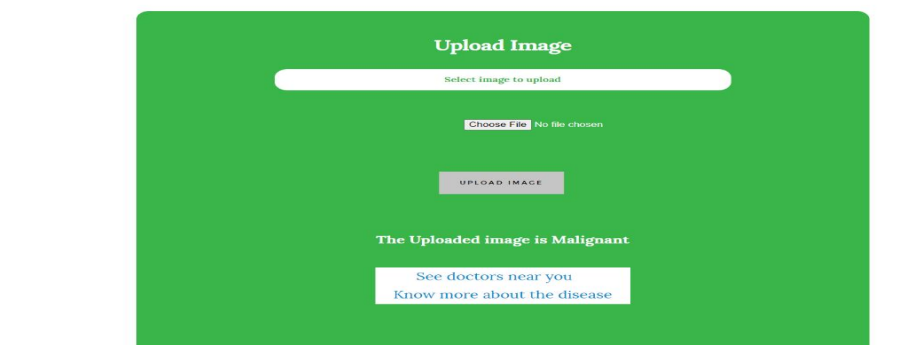 Upload Image
Select image to upload
Choose File No file chosen
UPLOAD IMAGE
The Uploaded image is Malignant
See doctors near you
Know more about the disease